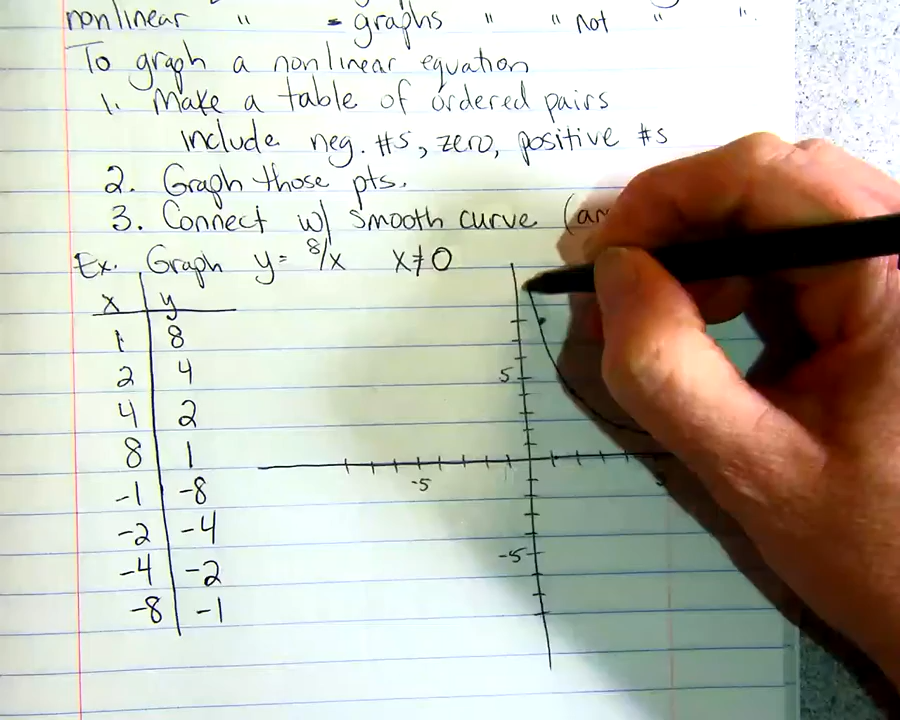 nonlinear " = graphs " " not " ".
To graph a nonlinear equation
1. Make a table of ordered pairs
include neg. #s, zero, positive #s
2. Graph those pts.
3. Connect w/ smooth curve
Ex. Graph y= 8/x x≠0
x y
1 8
2 4
4 2
8 1
-1 -8
-2 -4
-4 -2
-8 -1
5
-5
-5